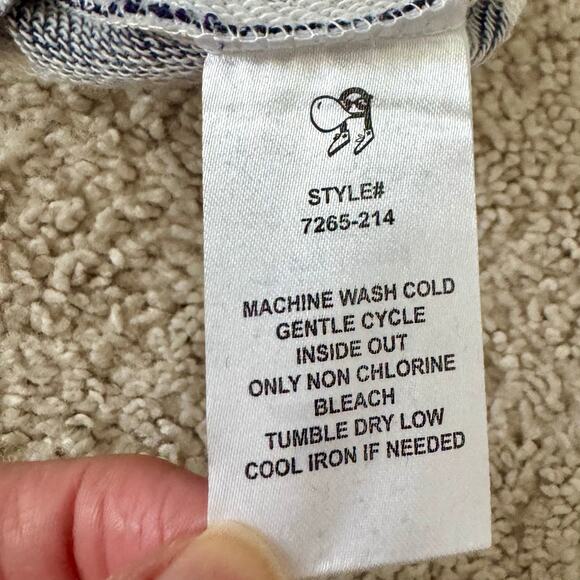 STYLE#
7265-214
MACHINE WASH COLD
GENTLE CYCLE
INSIDE OUT
ONLY NON CHLORINE
BLEACH
TUMBLE DRY LOW
COOL IRON IF NEEDED